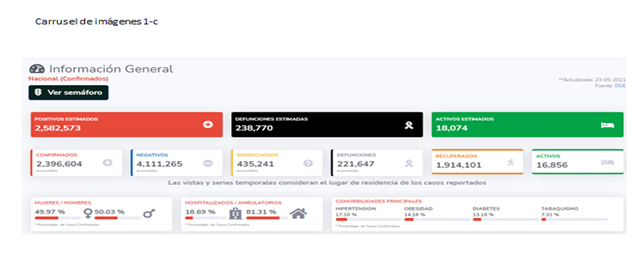 Carrusel de imágenes 1-c
Información General
Nacional (Confirmados)
**Actualizado: 23-05-2021
Fuente: DGE
Ver semáforo
POSITIVOS ESTIMADOS
2,582,573
DEFUNCIONES ESTIMADAS
238,770
ACTIVOS ESTIMADOS
18,074
CONFIRMADOS
2,396,604
acumulados
NEGATIVOS
4,111,265
acumulados
SOSPECHOSOS
435,241
acumulados
DEFUNCIONES
221,647
acumulados
RECUPERADOS
1,914,101
ACTIVOS
16,856
Las vistas y series temporales consideran el lugar de residencia de los casos reportados
MUJERES / HOMBRES
49.97 % 50.03 %
* Porcentajes de Casos Confirmados
HOSPITALIZADOS / AMBULATORIOS
18.69 % 81.31 %
* Porcentajes de Casos Confirmados
COMORBILIDADES PRINCIPALES
HIPERTENSION OBESIDAD DIABETES TABAQUISMO
17.10 % 14.18 % 13.16 % 7.31 %
* Porcentajes de Casos Confirmados